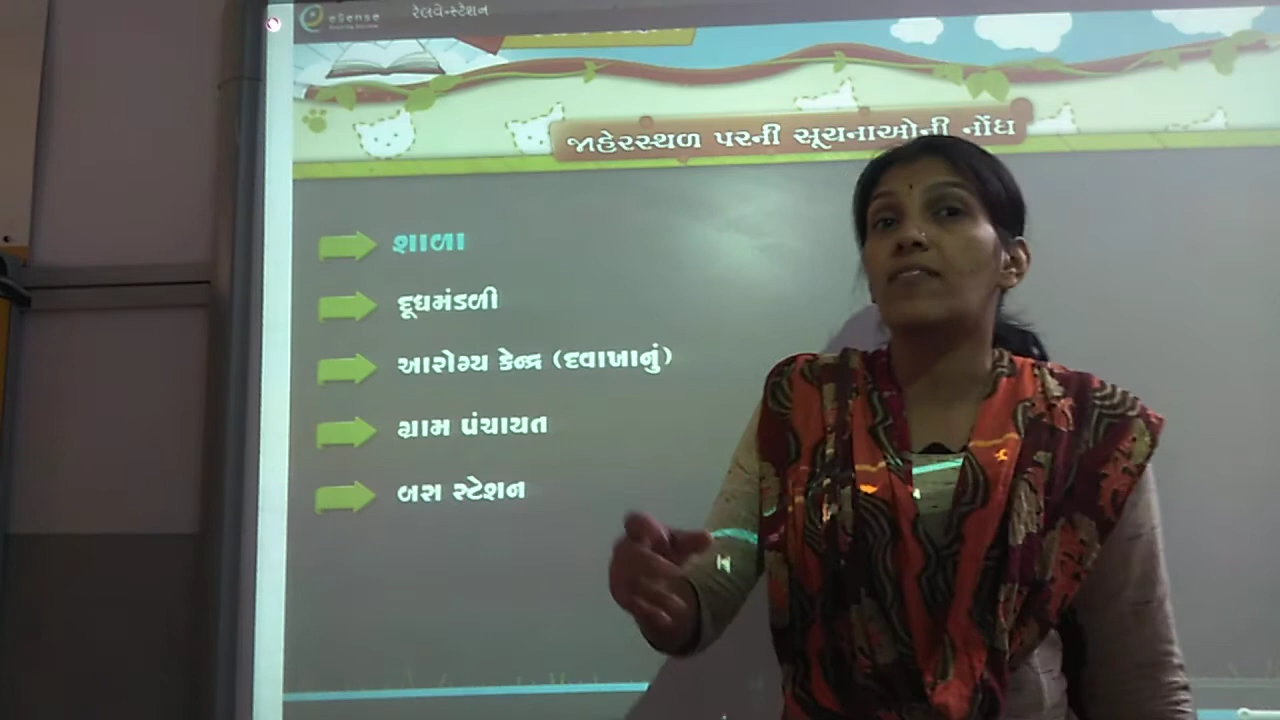 eSense
રેલવેન્સ્ટેશન
જાહેરસ્થળ પરની સૂચનાઓની નોંધ
શાળા
દૂધમંડળી
આરોગ્ય કેન્દ્ર (દવાખાનું)
ગ્રામ પંચાયત
બસ સ્ટેશન